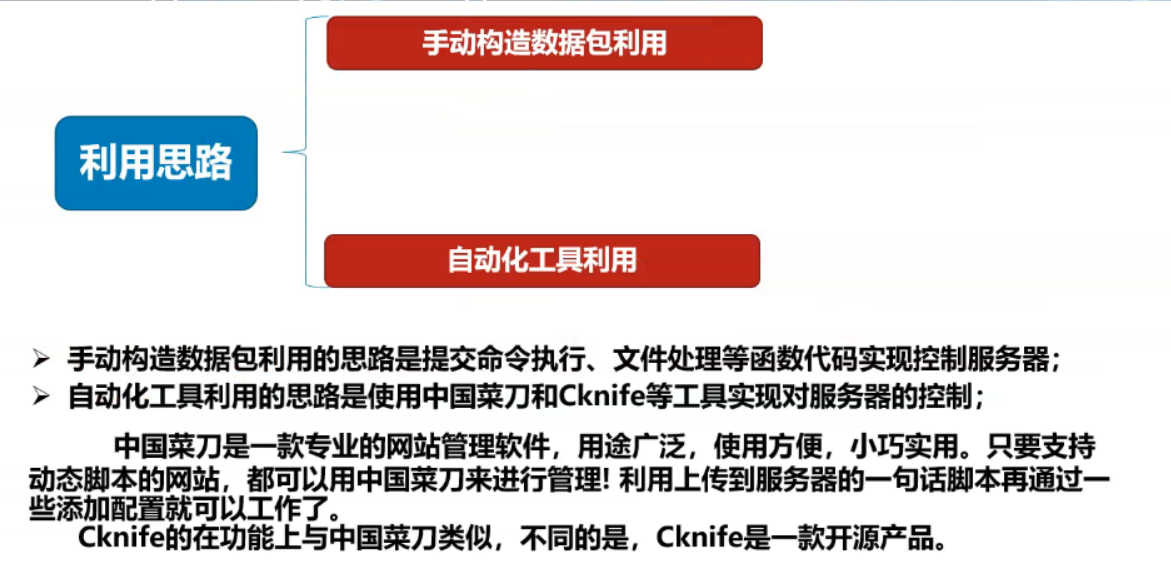 手动构造数据包利用
利用思路
自动化工具利用
手动构造数据包利用的思路是提交命令执行、文件处理等函数代码实现控制服务器；
自动化工具利用的思路是使用中国菜刀和Cknife等工具实现对服务器的控制；
中国菜刀是一款专业的网站管理软件，用途广泛，使用方便，小巧实用。只要支持
动态脚本的网站，都可以用中国菜刀来进行管理! 利用上传到服务器的一句话脚本再通过一
些添加配置就可以工作了。
Cknife的在功能上与中国菜刀类似，不同的是，Cknife是一款开源产品。